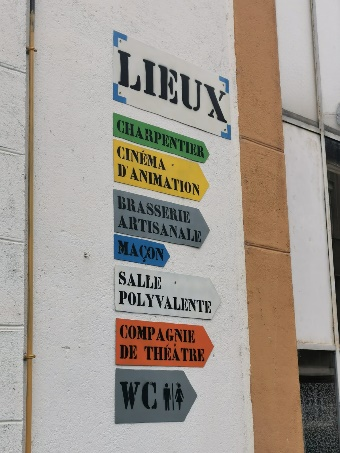 LIEUX
CHARPENTIER
CINÉMA
D'ANIMATION
BRASSERIE
ARTISANALE
MAÇON
SALLE
POLYVALENTE
COMPAGNIE
DE THÉÂTRE
WC